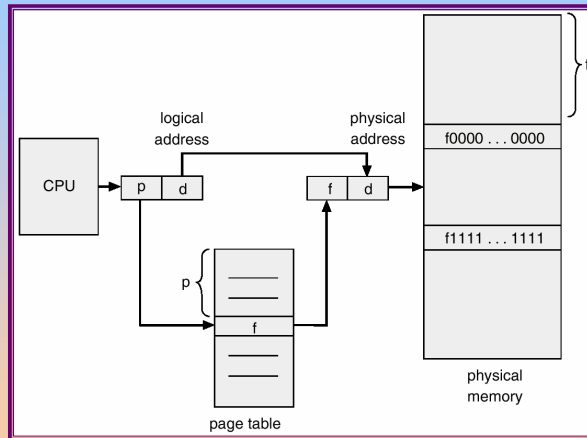 logical
address
physical
address
f0000 . . . 0000
CPU
p
d
f
d
f1111 . . . 1111
p
f
page table
physical
memory